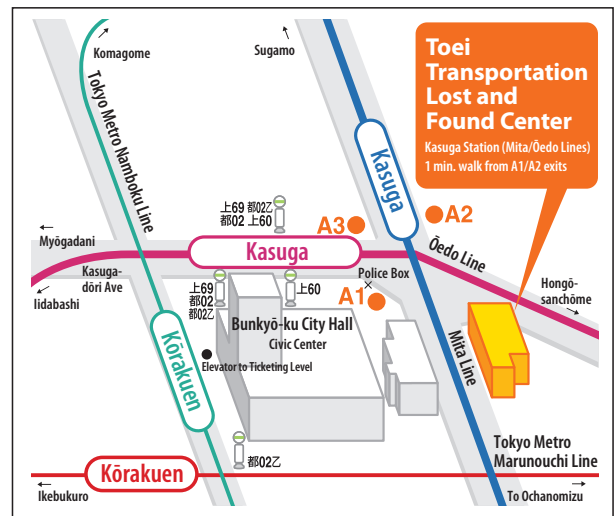 Komagome
Sugamo
Toei
Transportation
Lost and
Found Center
Kasuga Station (Mita/Ōedo Lines)
1 min. walk from A1/A2 exits
Tokyo Metro Namboku Line
Kasuga
上69 都02乙
都02 上60
A3
A2
Myōgadani
Kasuga
Ōedo Line
Kasuga-
dōri Ave
Iidabashi
Police Box
Hongō-
sanchōme
上69
都02
都02乙
上60
A1
Bunkyō-ku City Hall
Civic Center
Mita Line
Kōrakuen
Elevator to Ticketing Level
都02乙
Tokyo Metro
Marunouchi Line
Kōrakuen
Ikebukuro
To Ochanomizu